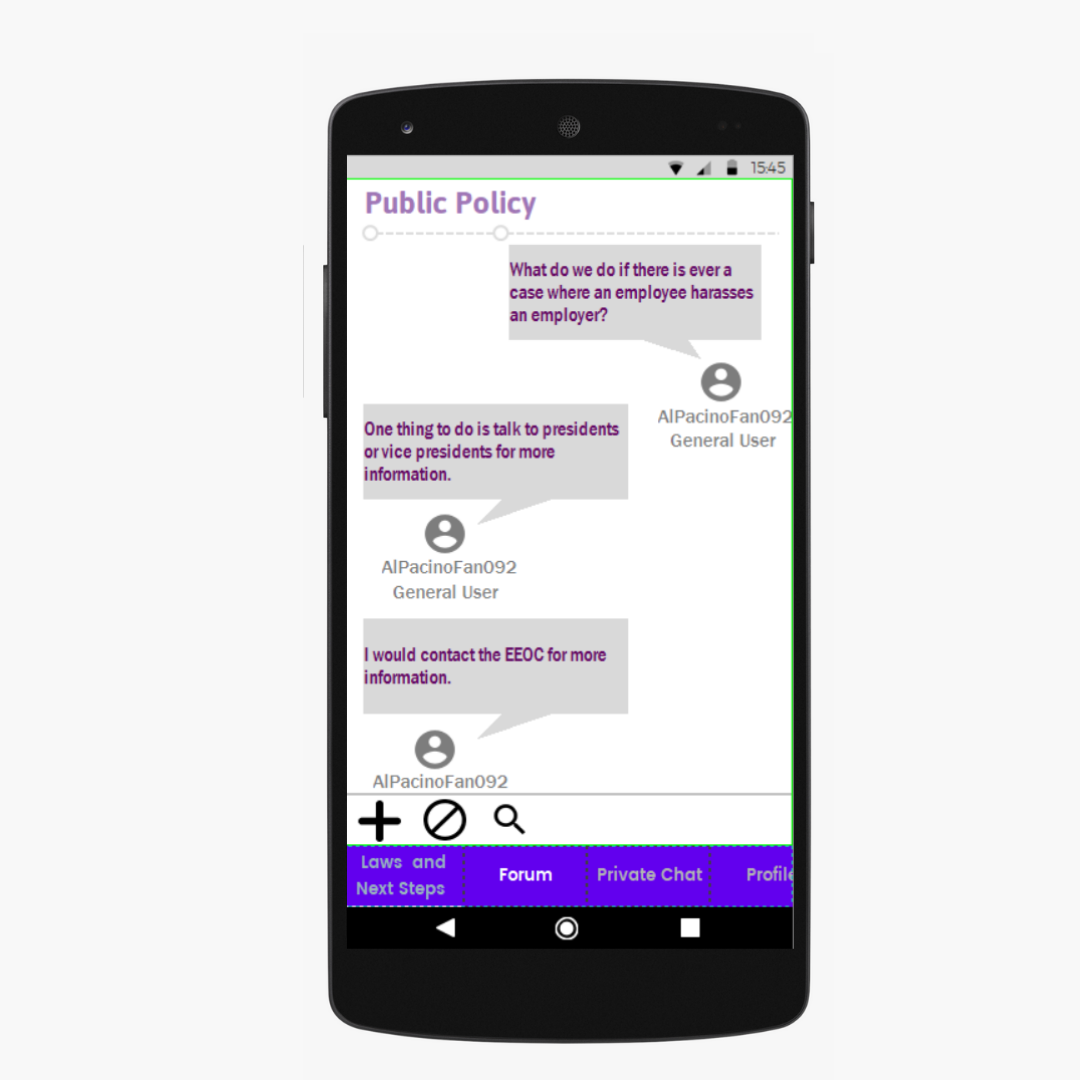 15:45
Public Policy
What do we do if there is ever a
case where an employee harasses
an employer?
AlPacinoFan092
General User
One thing to do is talk to presidents
or vice presidents for more
information.
AlPacinoFan092
General User
I would contact the EEOC for more
information.
AlPacinoFan092
Laws and
Next Steps
Forum
Private Chat
Profile